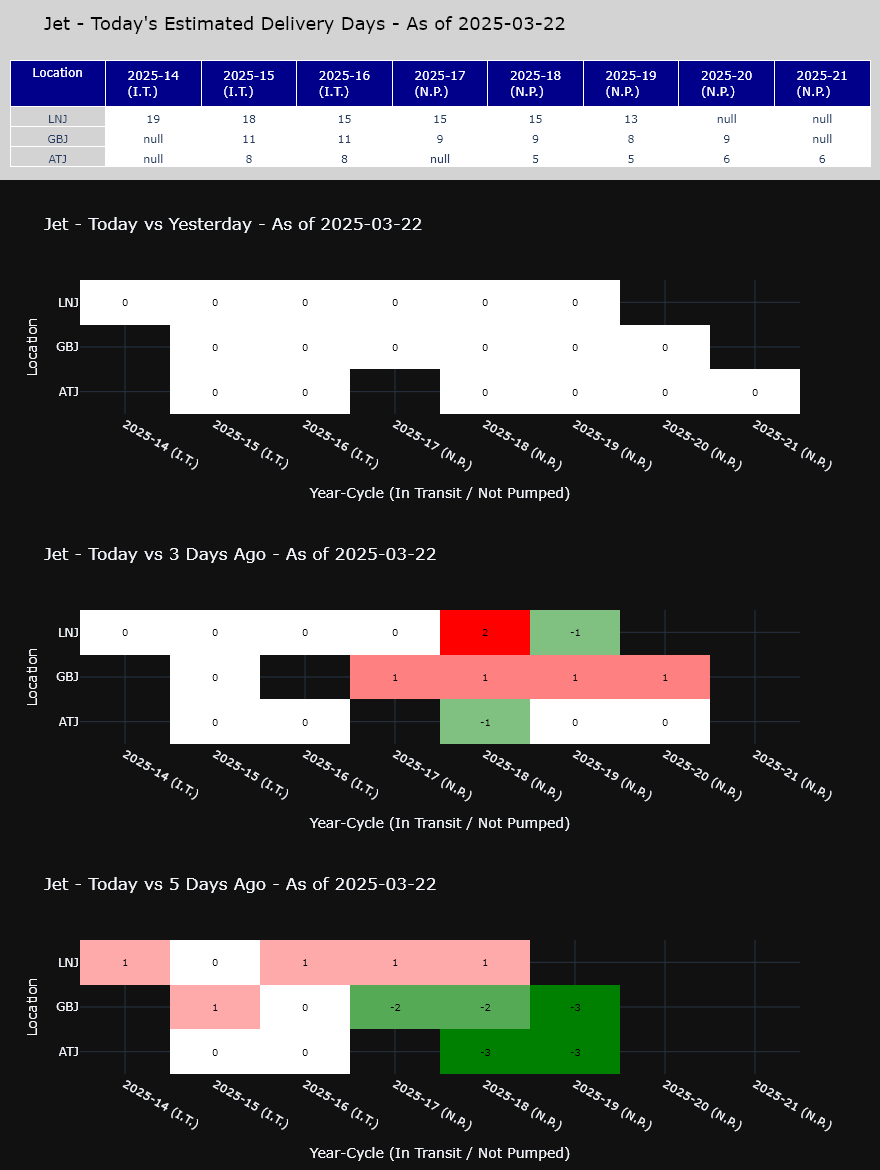 Jet - Today's Estimated Delivery Days - As of 2025-03-22
Location 2025-14 (I.T.) 2025-15 (I.T.) 2025-16 (I.T.) 2025-17 (N.P.) 2025-18 (N.P.) 2025-19 (N.P.) 2025-20 (N.P.) 2025-21 (N.P.)
LNJ 19 18 15 15 15 13 null null
GBJ null 11 11 9 9 8 9 null
ATJ null 8 8 null 5 5 6 6
Jet - Today vs Yesterday - As of 2025-03-22
Location
LNJ 0 0 0 0 0 0
GBJ 0 0 0 0 0 0
ATJ 0 0 0 0 0 0
2025-14 (I.T.) 2025-15 (I.T.) 2025-16 (I.T.) 2025-17 (N.P.) 2025-18 (N.P.) 2025-19 (N.P.) 2025-20 (N.P.) 2025-21 (N.P.)
Year-Cycle (In Transit / Not Pumped)
Jet - Today vs 3 Days Ago - As of 2025-03-22
Location
LNJ 0 0 0 0 2 -1
GBJ 0 1 1 1 1
ATJ 0 0 -1 0 0
2025-14 (I.T.) 2025-15 (I.T.) 2025-16 (I.T.) 2025-17 (N.P.) 2025-18 (N.P.) 2025-19 (N.P.) 2025-20 (N.P.) 2025-21 (N.P.)
Year-Cycle (In Transit / Not Pumped)
Jet - Today vs 5 Days Ago - As of 2025-03-22
Location
LNJ 1 0 1 1 1
GBJ 1 0 -2 -2 -3
ATJ 0 0 -3 -3
2025-14 (I.T.) 2025-15 (I.T.) 2025-16 (I.T.) 2025-17 (N.P.) 2025-18 (N.P.) 2025-19 (N.P.) 2025-20 (N.P.) 2025-21 (N.P.)
Year-Cycle (In Transit / Not Pumped)